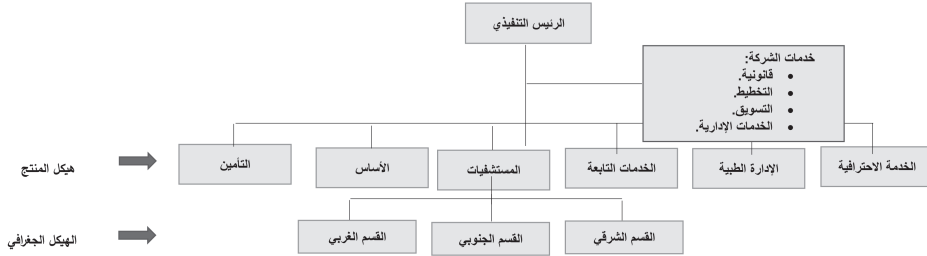 الرئيس التنفيذي
خدمات الشركة:
• قانونية.
• التخطيط.
• التسويق.
• الخدمات الإدارية.
هيكل المنتج
الخدمة الاحترافية
الإدارة الطبية
الخدمات التابعة
المستشفيات
الأساس
التأمين
الهيكل الجغرافي
القسم الشرقي
القسم الجنوبي
القسم الغربي